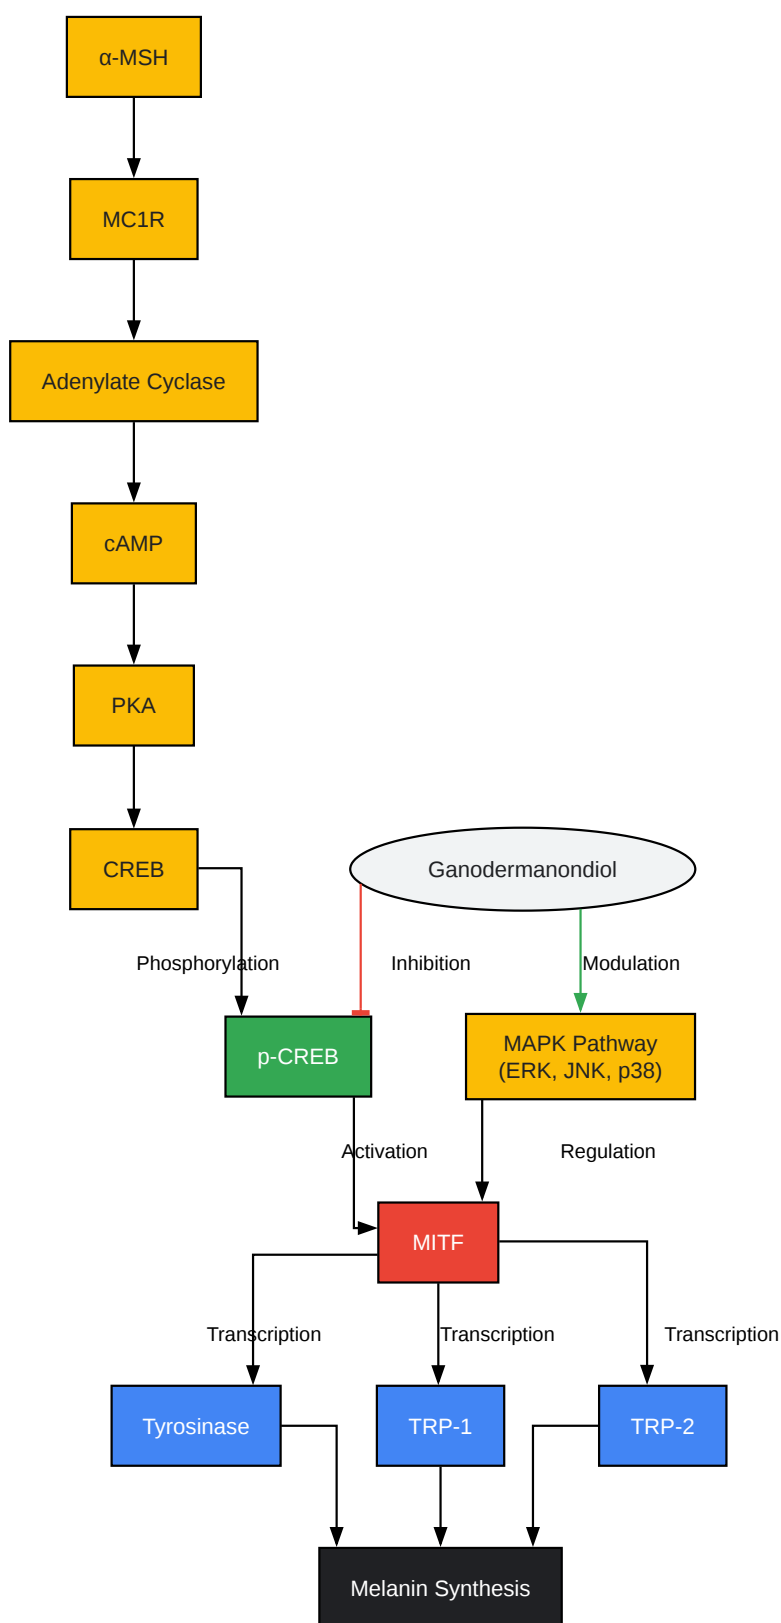 α-MSH
MC1R
Adenylate Cyclase
cAMP
PKA
CREB
Ganodermanondiol
Phosphorylation
Inhibition
Modulation
p-CREB
MAPK Pathway
(ERK, JNK, p38)
Activation
Regulation
MITF
Transcription
Transcription
Transcription
Tyrosinase
TRP-1
TRP-2
Melanin Synthesis